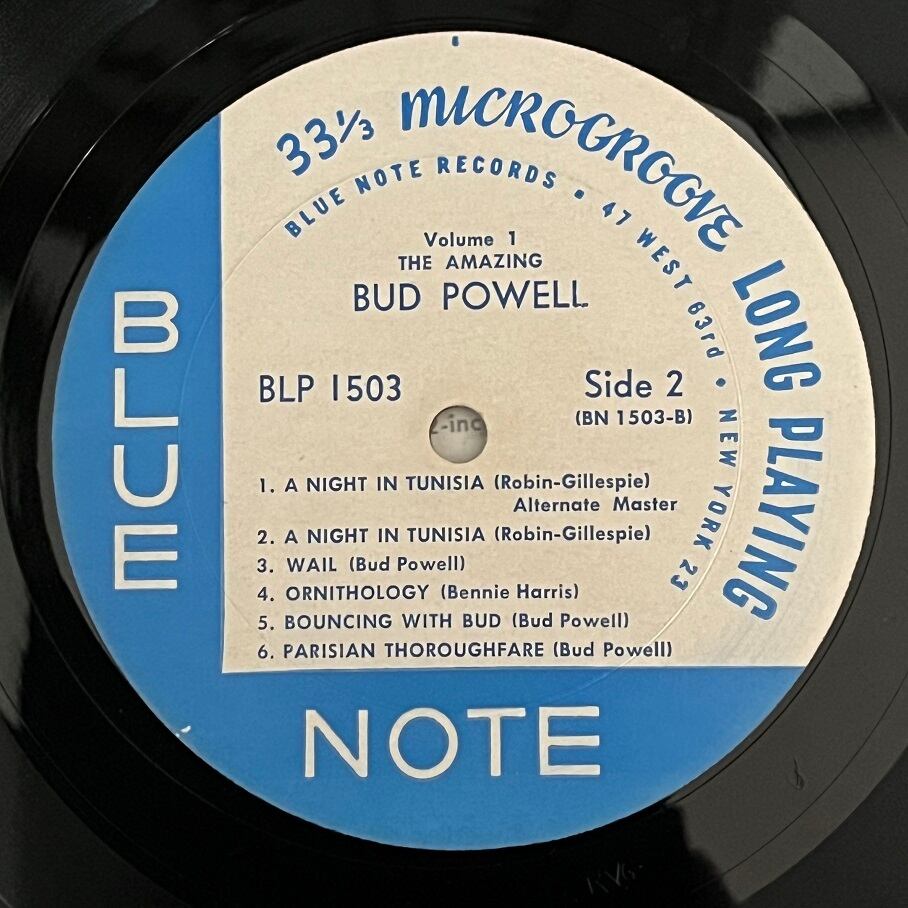 33⅓ MICROGROOVE LONG PLAYING
BLUE NOTE RECORDS • 47 WEST 63rd • NEW YORK 23
Volume 1
THE AMAZING
BUD POWELL
BLP 1503
Side 2
(BN 1503-B)
1. A NIGHT IN TUNISIA (Robin-Gillespie)
Alternate Master
2. A NIGHT IN TUNISIA (Robin-Gillespie)
3. WAIL (Bud Powell)
4. ORNITHOLOGY (Bennie Harris)
5. BOUNCING WITH BUD (Bud Powell)
6. PARISIAN THOROUGHFARE (Bud Powell)
BLUE
NOTE